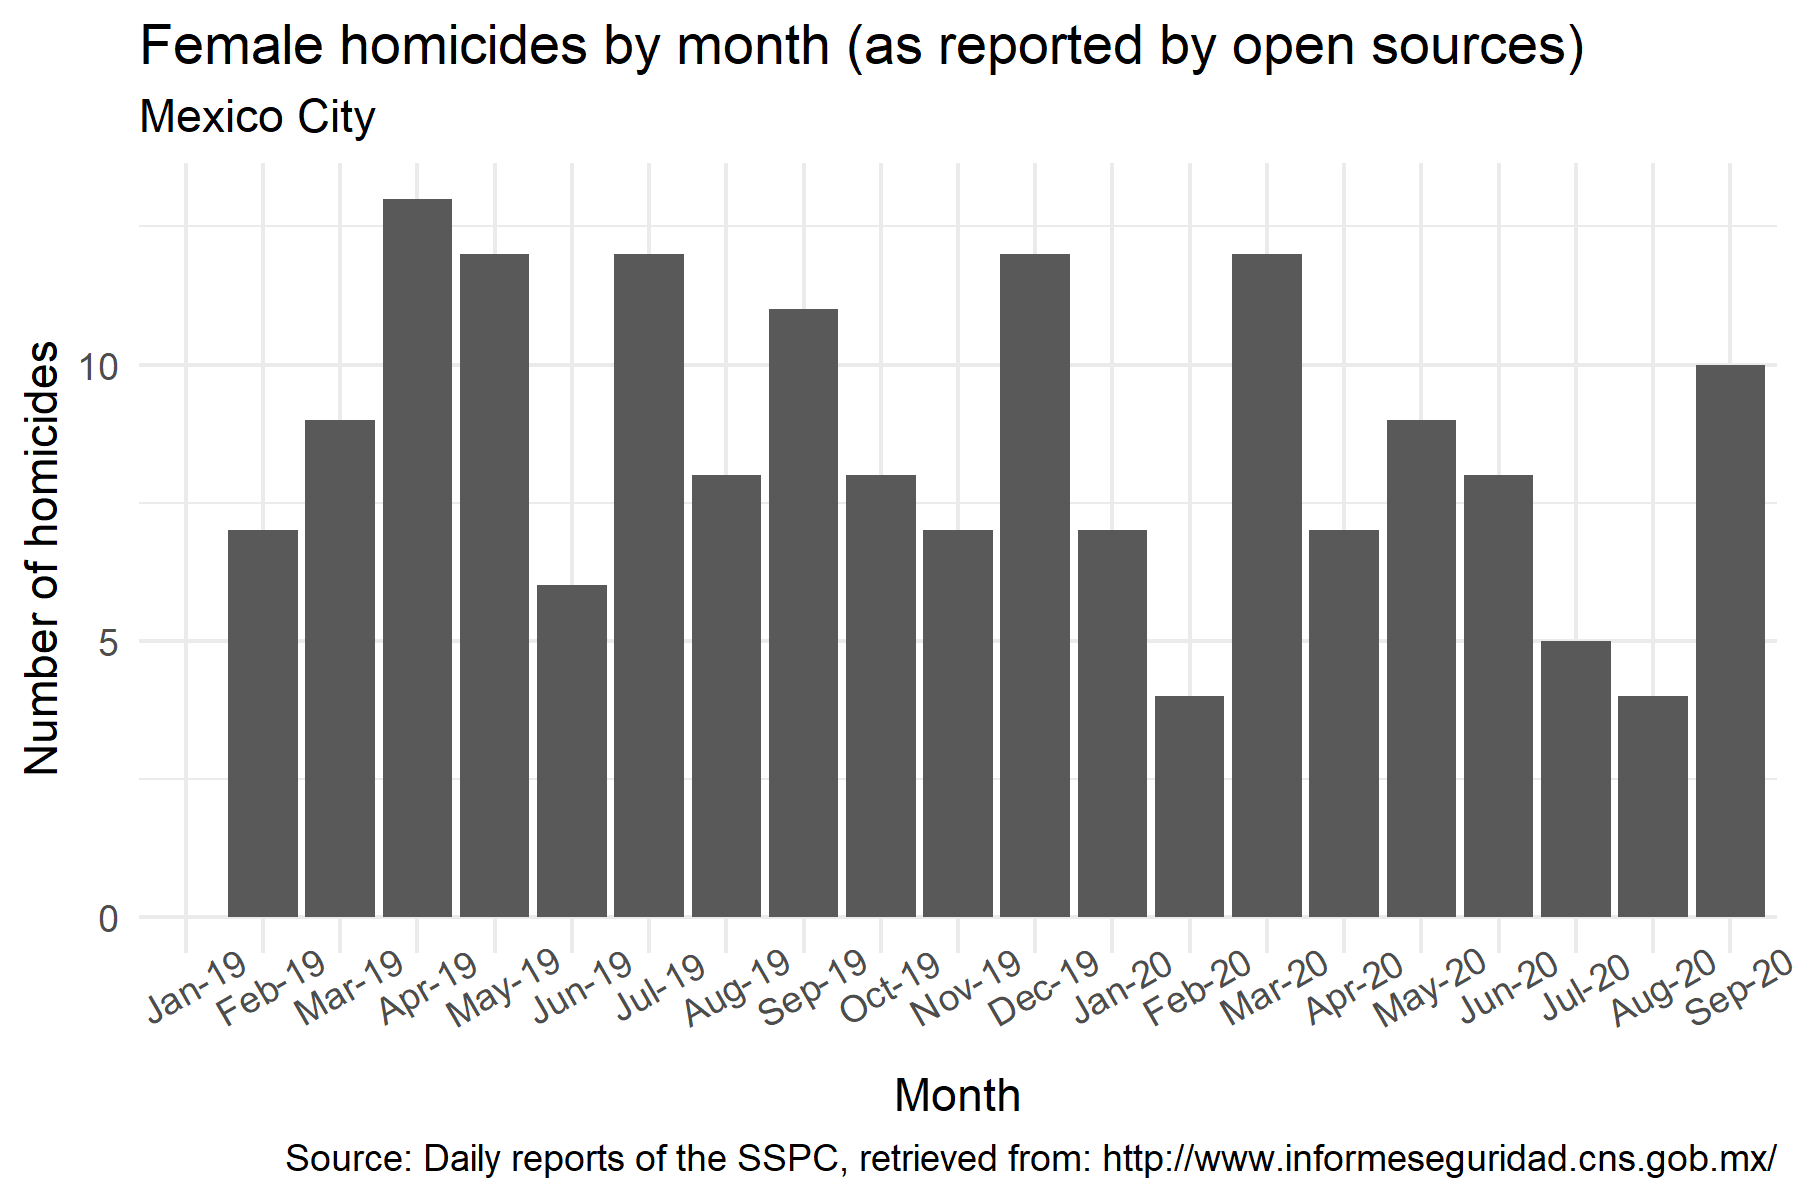 Female homicides by month (as reported by open sources)
Mexico City
Number of homicides
10
5
0
Jan-19
Feb-19
Mar-19
Apr-19
May-19
Jun-19
Jul-19
Aug-19
Sep-19
Oct-19
Nov-19
Dec-19
Jan-20
Feb-20
Mar-20
Apr-20
May-20
Jun-20
Jul-20
Aug-20
Sep-20
Month
Source: Daily reports of the SSPC, retrieved from: http://www.informeseguridad.cns.gob.mx/